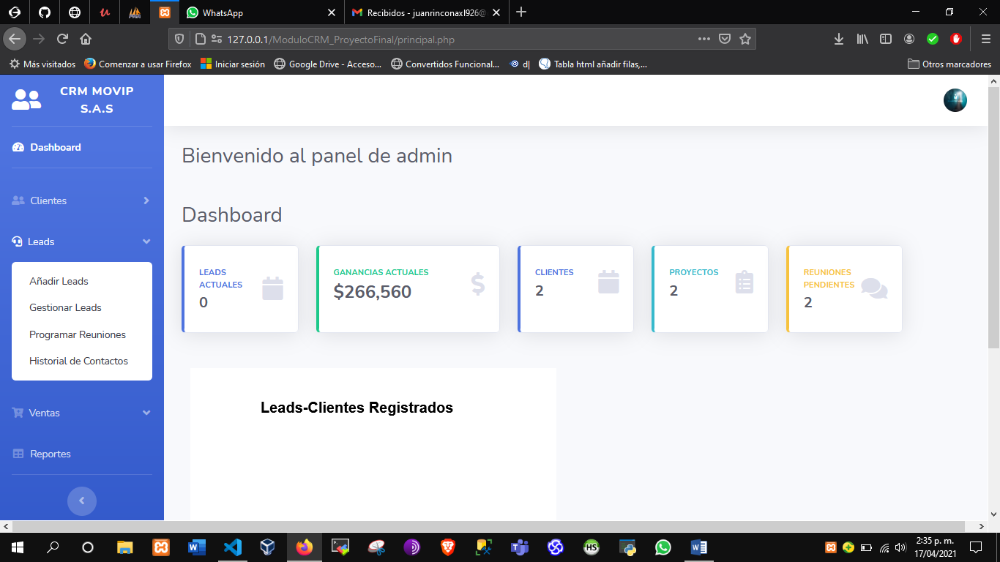 WhatsApp
Recibidos - juanrinconaxl926@
127.0.0.1/ModuloCRM_ProyectoFinal/principal.php
Más visitados
Comenzar a usar Firefox
Iniciar sesión
Google Drive - Acceso...
Convertidos Funcional...
d|
Tabla html añadir filas,...
Otros marcadores
CRM MOVIP
S.A.S
Dashboard
Clientes
Leads
Añadir Leads
Gestionar Leads
Programar Reuniones
Historial de Contactos
Ventas
Reportes
Bienvenido al panel de admin
Dashboard
LEADS
ACTUALES
0
GANANCIAS ACTUALES
$266,560
CLIENTES
2
PROYECTOS
2
REUNIONES
PENDIENTES
2
Leads-Clientes Registrados
HS
2:35 p. m.
17/04/2021